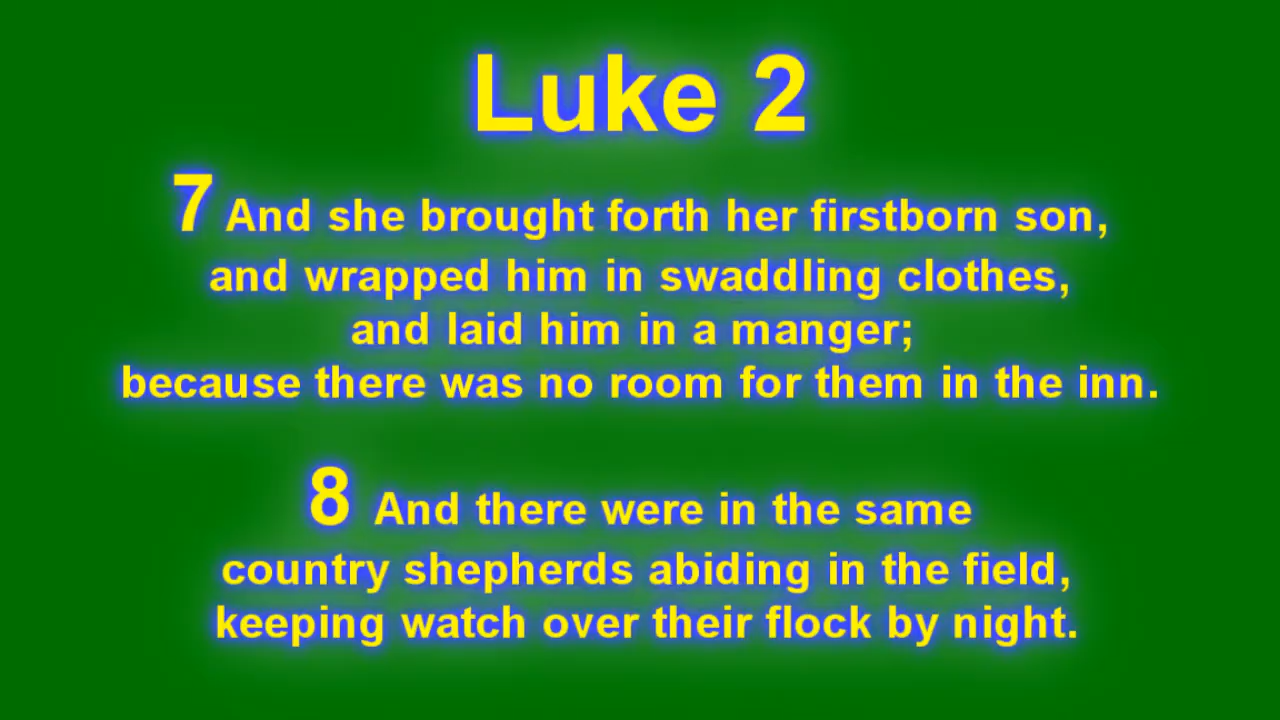 Luke 2
7 And she brought forth her firstborn son,
and wrapped him in swaddling clothes,
and laid him in a manger;
because there was no room for them in the inn.
8 And there were in the same
country shepherds abiding in the field,
keeping watch over their flock by night.